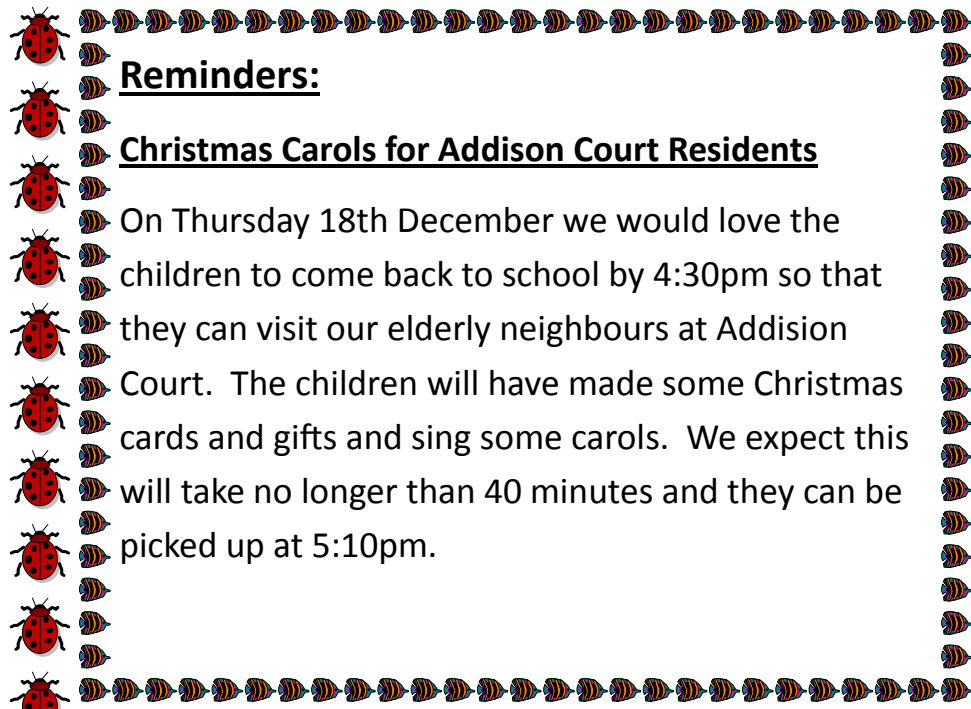 Reminders:
Christmas Carols for Addison Court Residents
On Thursday 18th December we would love the
children to come back to school by 4:30pm so that
they can visit our elderly neighbours at Addision
Court.  The children will have made some Christmas
cards and gifts and sing some carols.  We expect this
will take no longer than 40 minutes and they can be
picked up at 5:10pm.